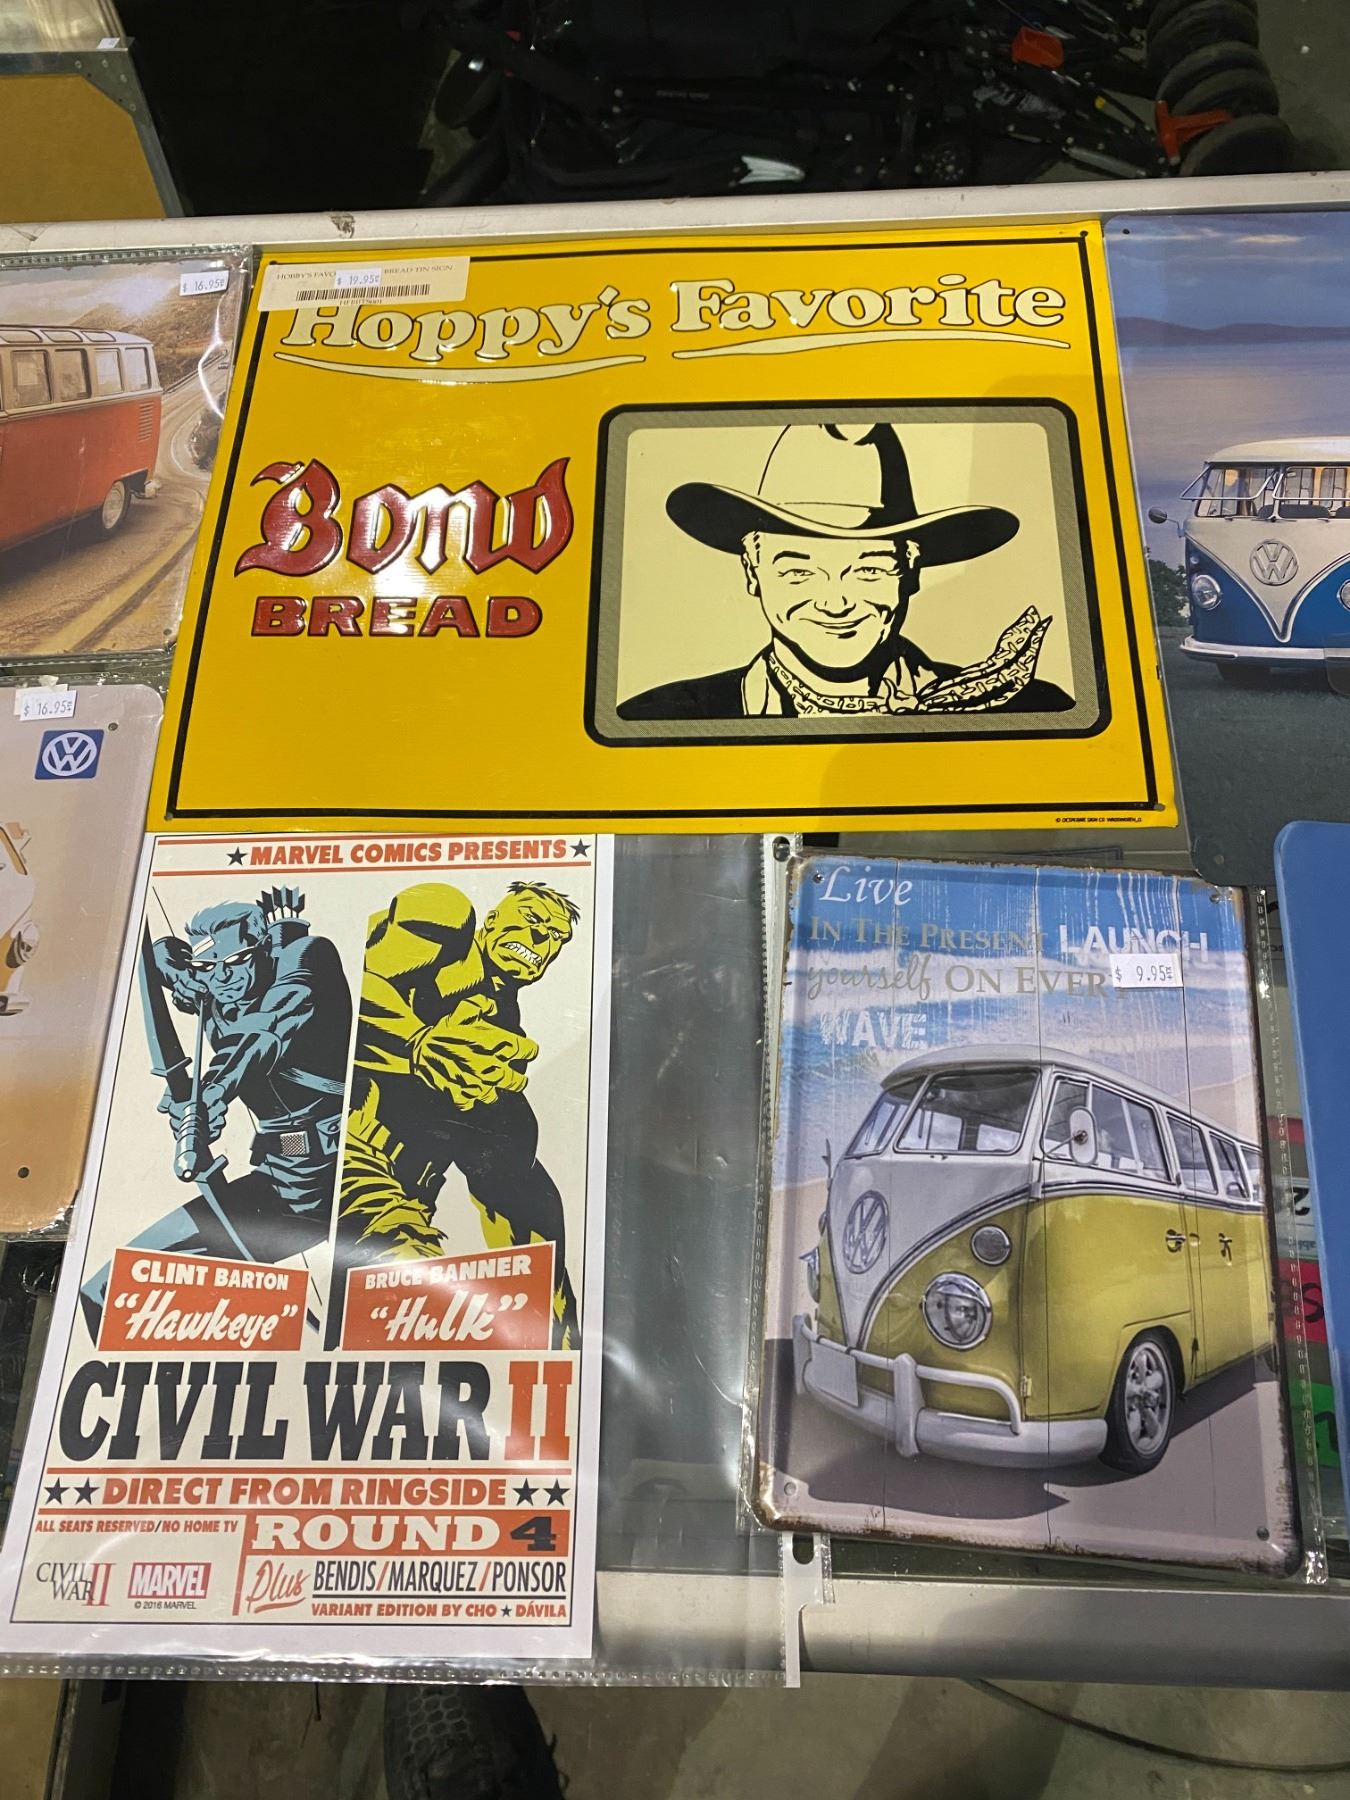 $ 16.95
HOBBY'S FAVO
BREAD TIN SIGN
$ 19.95
Hoppy's Favorite
Bond
BREAD
$ 16.95
MARVEL COMICS PRESENTS
Live
IN THE PRESENT LAUNCH
yourself ON EVERY
$ 9.95
WAVE
CLINT BARTON
"Hawkeye"
BRUCE BANNER
"Hulk"
CIVIL WAR II
DIRECT FROM RINGSIDE
ALL SEATS RESERVED/NO HOME TV
ROUND 4
CIVIL
WAR II
MARVEL
© 2016 MARVEL
Plus BENDIS/MARQUEZ/PONSOR
VARIANT EDITION BY CHO ★ DÁVILA